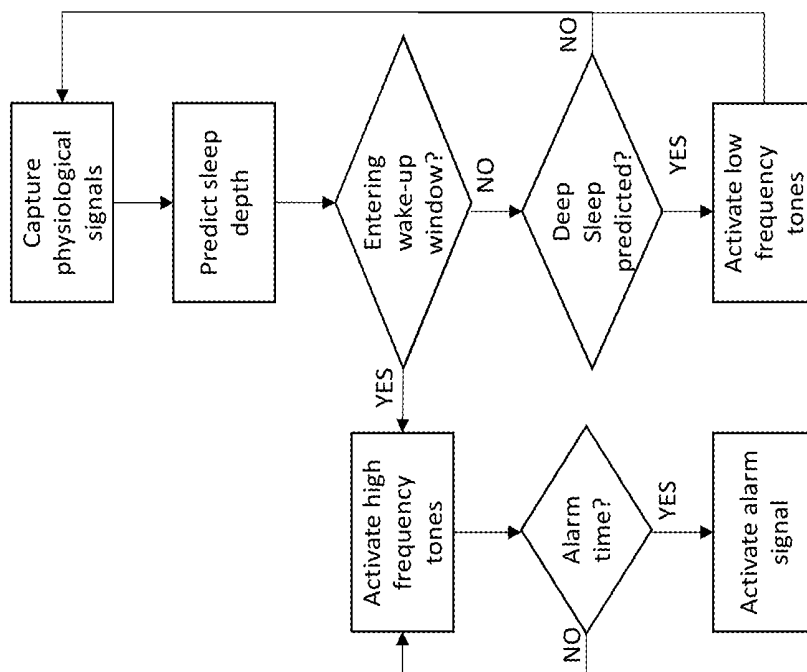 Capture
physiological
signals
Predict sleep
depth
Entering
wake-up
window?
NO
YES
Deep
Sleep
predicted?
NO
YES
Activate low
frequency
tones
Activate high
frequency
tones
Alarm
time?
NO
YES
Activate alarm
signal